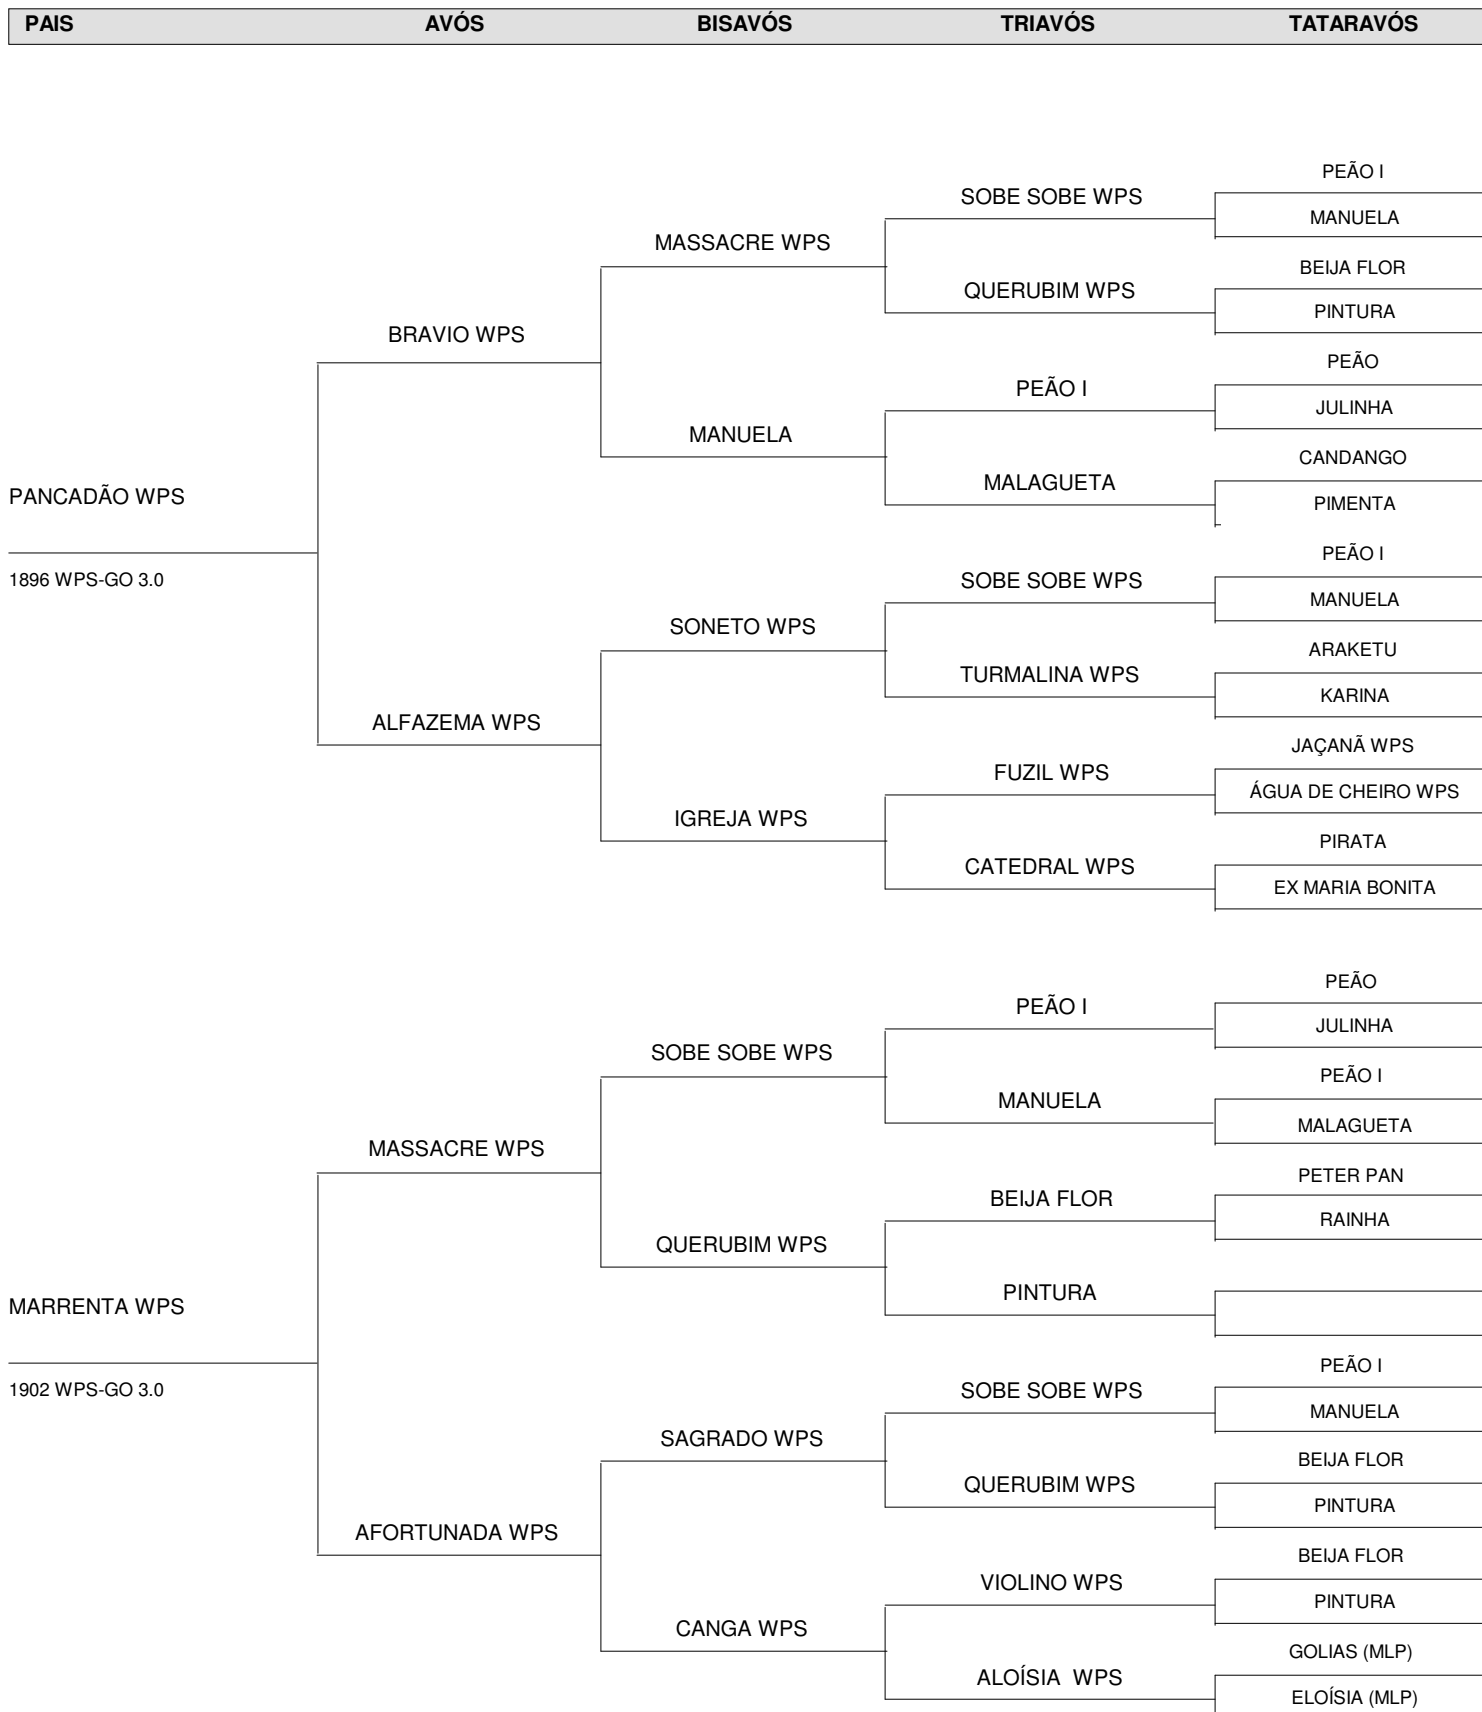 PAIS AVÓS BISAVÓS TRIAVÓS TATARAVÓS
PEÃO I
SOBE SOBE WPS
MANUELA
MASSACRE WPS
BEIJA FLOR
QUERUBIM WPS
PINTURA
BRAVIO WPS
PEÃO
PEÃO I
JULINHA
MANUELA
CANDANGO
MALAGUETA
PANCADÃO WPS
PIMENTA
PEÃO I
1896 WPS-GO 3.0
SOBE SOBE WPS
MANUELA
SONETO WPS
ARAKETU
TURMALINA WPS
KARINA
ALFAZEMA WPS
JAÇANÃ WPS
FUZIL WPS
ÁGUA DE CHEIRO WPS
IGREJA WPS
PIRATA
CATEDRAL WPS
EX MARIA BONITA
PEÃO
PEÃO I
JULINHA
SOBE SOBE WPS
PEÃO I
MANUELA
MALAGUETA
MASSACRE WPS
PETER PAN
BEIJA FLOR
RAINHA
QUERUBIM WPS
PINTURA
MARRENTA WPS
PEÃO I
1902 WPS-GO 3.0
SOBE SOBE WPS
MANUELA
SAGRADO WPS
BEIJA FLOR
QUERUBIM WPS
PINTURA
AFORTUNADA WPS
BEIJA FLOR
VIOLINO WPS
PINTURA
CANGA WPS
GOLIAS (MLP)
ALOÍSIA WPS
ELOÍSIA (MLP)